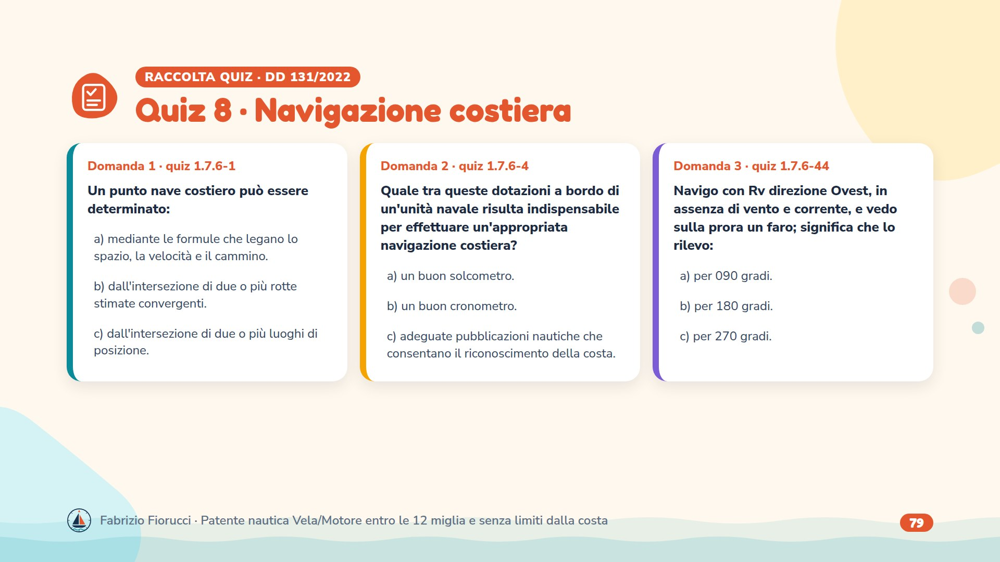 RACCOLTA QUIZ · DD 131/2022
Quiz 8 · Navigazione costiera
Domanda 1 · quiz 1.7.6-1
Un punto nave costiero può essere
determinato:
a) mediante le formule che legano lo
spazio, la velocità e il cammino.
b) dall'intersezione di due o più rotte
stimate convergenti.
c) dall'intersezione di due o più luoghi di
posizione.
Domanda 2 · quiz 1.7.6-4
Quale tra queste dotazioni a bordo di
un'unità navale risulta indispensabile
per effettuare un'appropriata
navigazione costiera?
a) un buon solcometro.
b) un buon cronometro.
c) adeguate pubblicazioni nautiche che
consentano il riconoscimento della costa.
Domanda 3 · quiz 1.7.6-44
Navigo con Rv direzione Ovest, in
assenza di vento e corrente, e vedo
sulla prora un faro; significa che lo
rilevo:
a) per 090 gradi.
b) per 180 gradi.
c) per 270 gradi.
Fabrizio Fiorucci · Patente nautica Vela/Motore entro le 12 miglia e senza limiti dalla costa
79